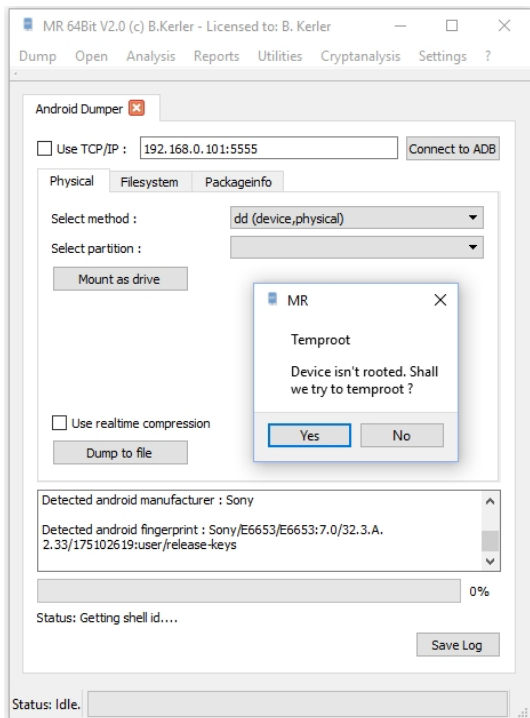 MR 64Bit V2.0 (c) B.Kerler - Licensed to: B. Kerler
Dump Open Analysis Reports Utilities Cryptanalysis Settings ?
Android Dumper
Use TCP/IP : 192.168.0.101:5555 Connect to ADB
Physical Filesystem Packageinfo
Select method : dd (device,physical)
Select partition :
Mount as drive
MR
Temproot
Device isn't rooted. Shall
we try to temproot ?
Yes No
Use realtime compression
Dump to file
Detected android manufacturer : Sony
Detected android fingerprint : Sony/E6653/E6653:7.0/32.3.A.
2.33/175102619:user/release-keys
0%
Status: Getting shell id....
Save Log
Status: Idle.